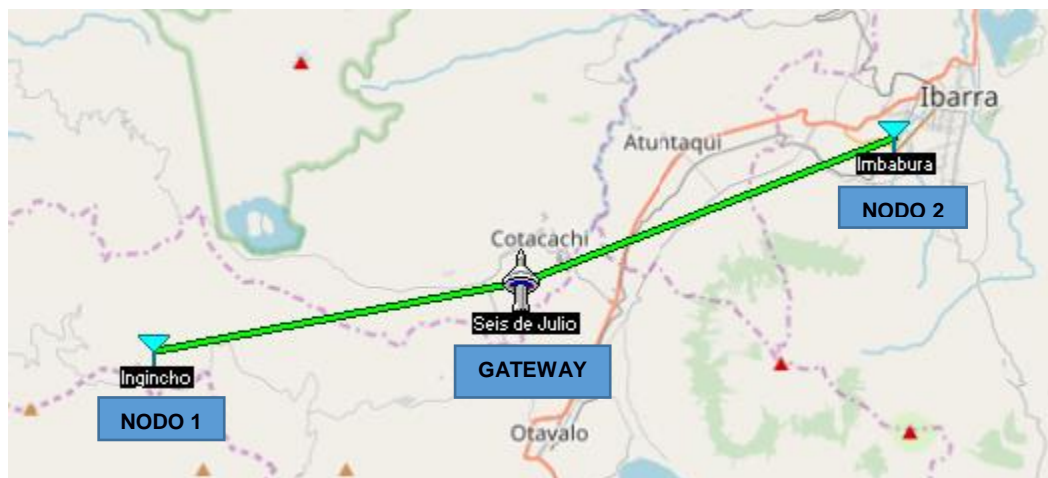 Ibarra
Atuntaqui
Imbabura
NODO 2
Cotacachi
Seis de Julio
GATEWAY
Ingincho
NODO 1
Otavalo